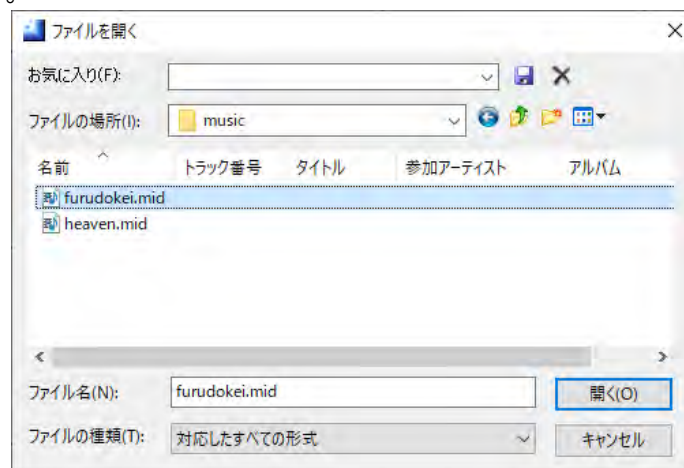 。
ファイルを開く
お気に入り(F):
ファイルの場所(I): music
名前 トラック番号 タイトル 参加アーティスト アルバム
furudokei.mid
heaven.mid
ファイル名(N): furudokei.mid 開く(O)
ファイルの種類(T): 対応したすべての形式 キャンセル